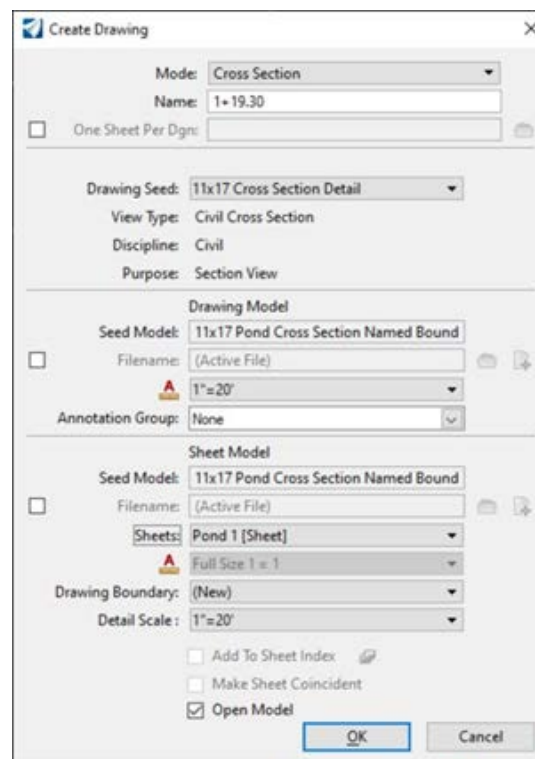 Create Drawing
Mode: Cross Section
Name: 1+19.30
One Sheet Per Dgn:
Drawing Seed: 11x17 Cross Section Detail
View Type: Civil Cross Section
Discipline: Civil
Purpose: Section View
Drawing Model
Seed Model: 11x17 Pond Cross Section Named Bound
Filename: (Active File)
A 1"=20'
Annotation Group: None
Sheet Model
Seed Model: 11x17 Pond Cross Section Named Bound
Filename: (Active File)
Sheets: Pond 1 [Sheet]
A Full Size 1 = 1
Drawing Boundary: (New)
Detail Scale : 1"=20'
Add To Sheet Index
Make Sheet Coincident
Open Model
OK Cancel